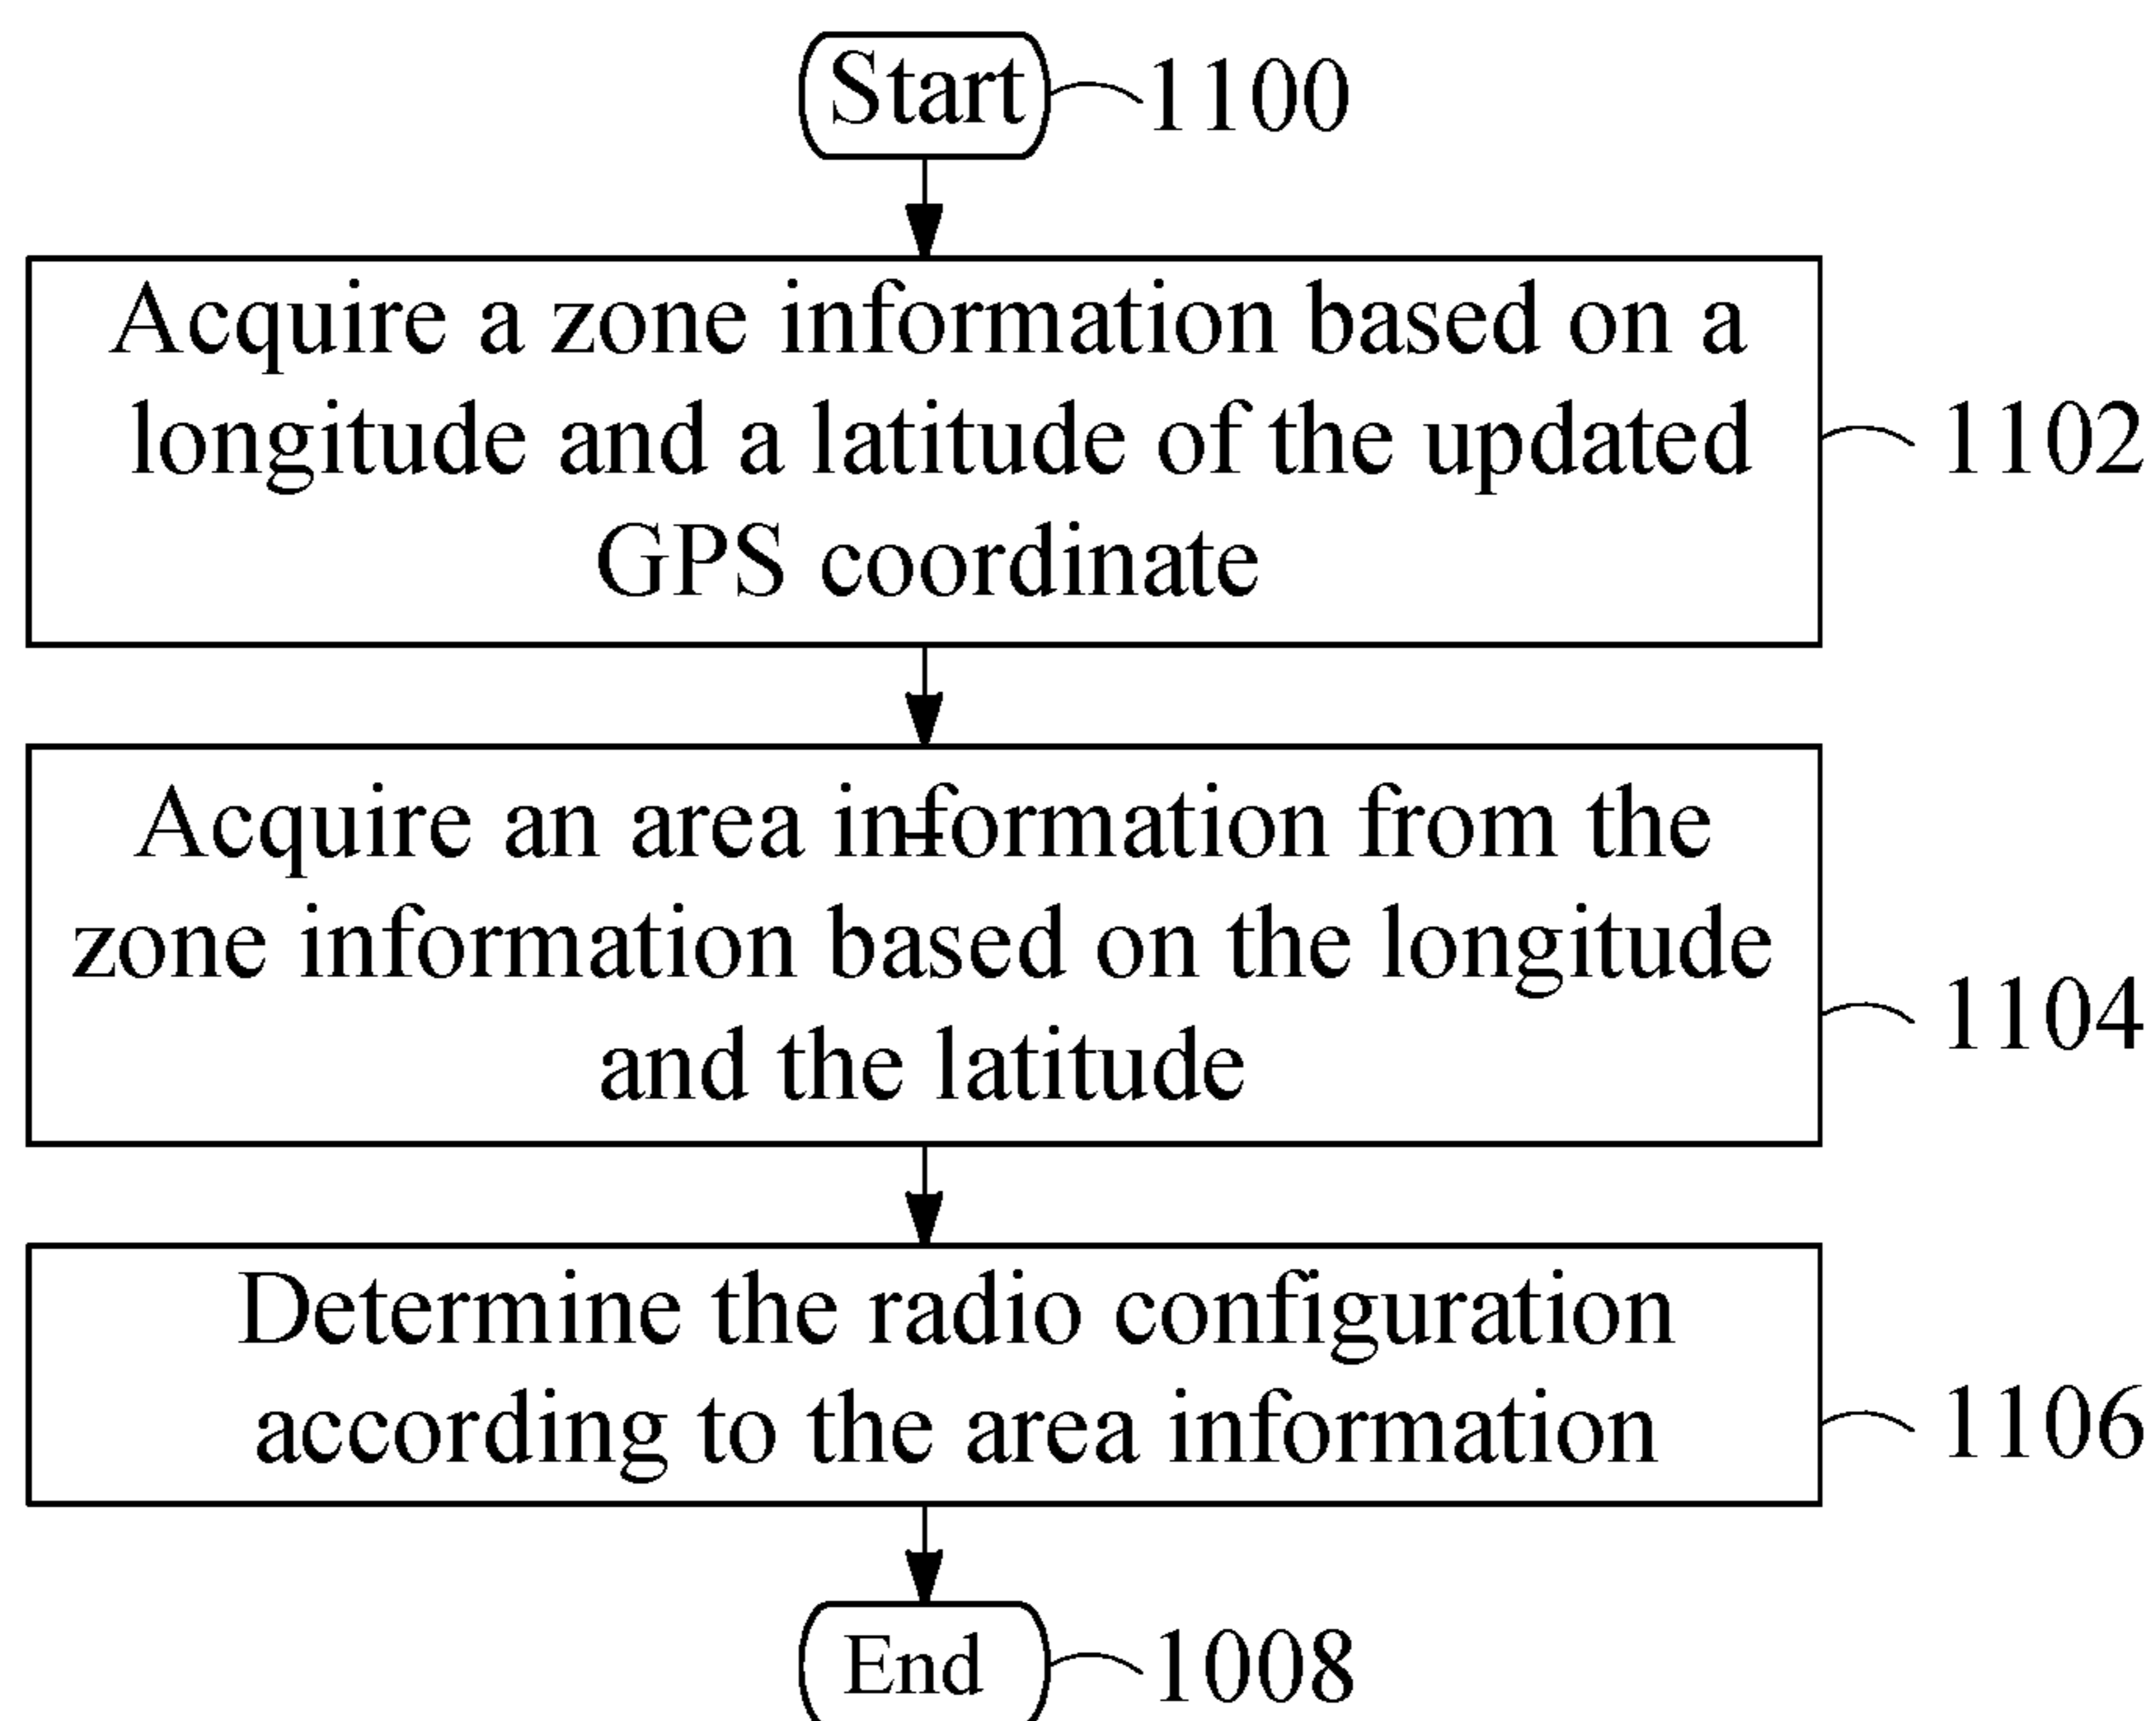 Start 1100
Acquire a zone information based on a
longitude and a latitude of the updated
GPS coordinate
1102
Acquire an area information from the
zone information based on the longitude
and the latitude
1104
Determine the radio configuration
according to the area information
1106
End 1008